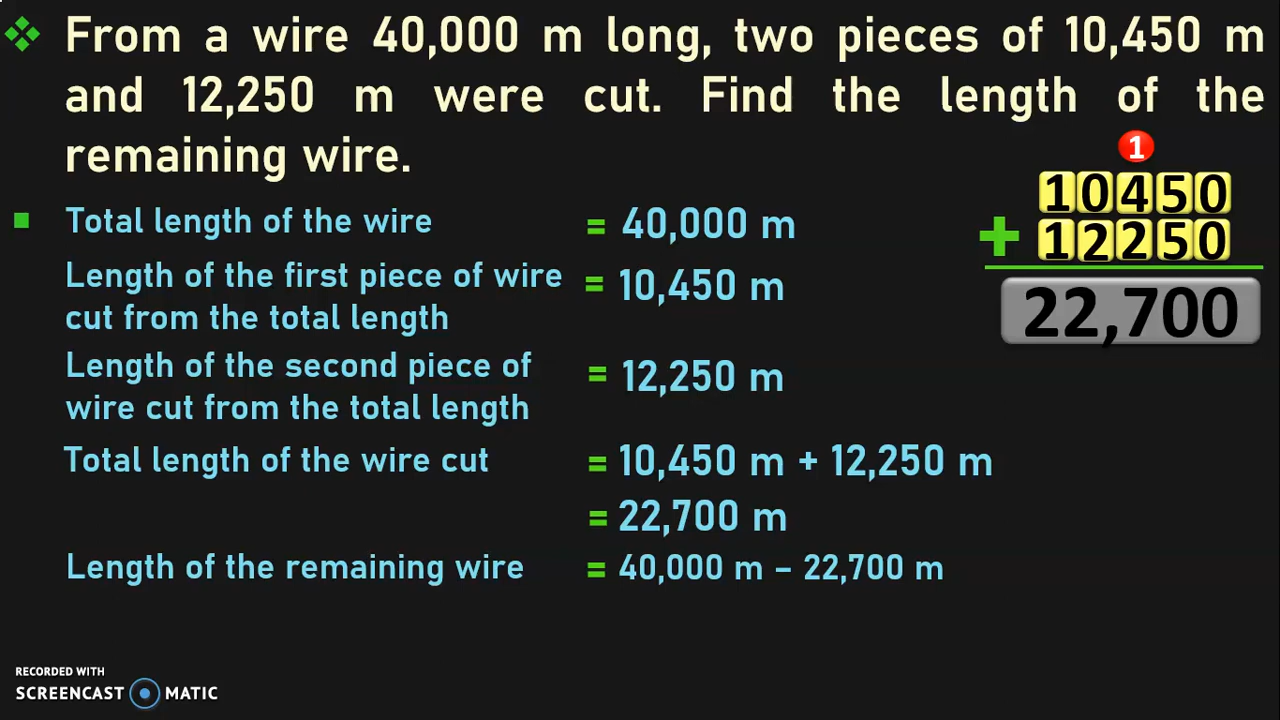 From a wire 40,000 m long, two pieces of 10,450 m
and 12,250 m were cut. Find the length of the
remaining wire.
1
10450
+ 12250
22,700
Total length of the wire = 40,000 m
Length of the first piece of wire = 10,450 m
cut from the total length
Length of the second piece of = 12,250 m
wire cut from the total length
Total length of the wire cut = 10,450 m + 12,250 m
= 22,700 m
Length of the remaining wire = 40,000 m – 22,700 m
RECORDED WITH
SCREENCAST MATIC